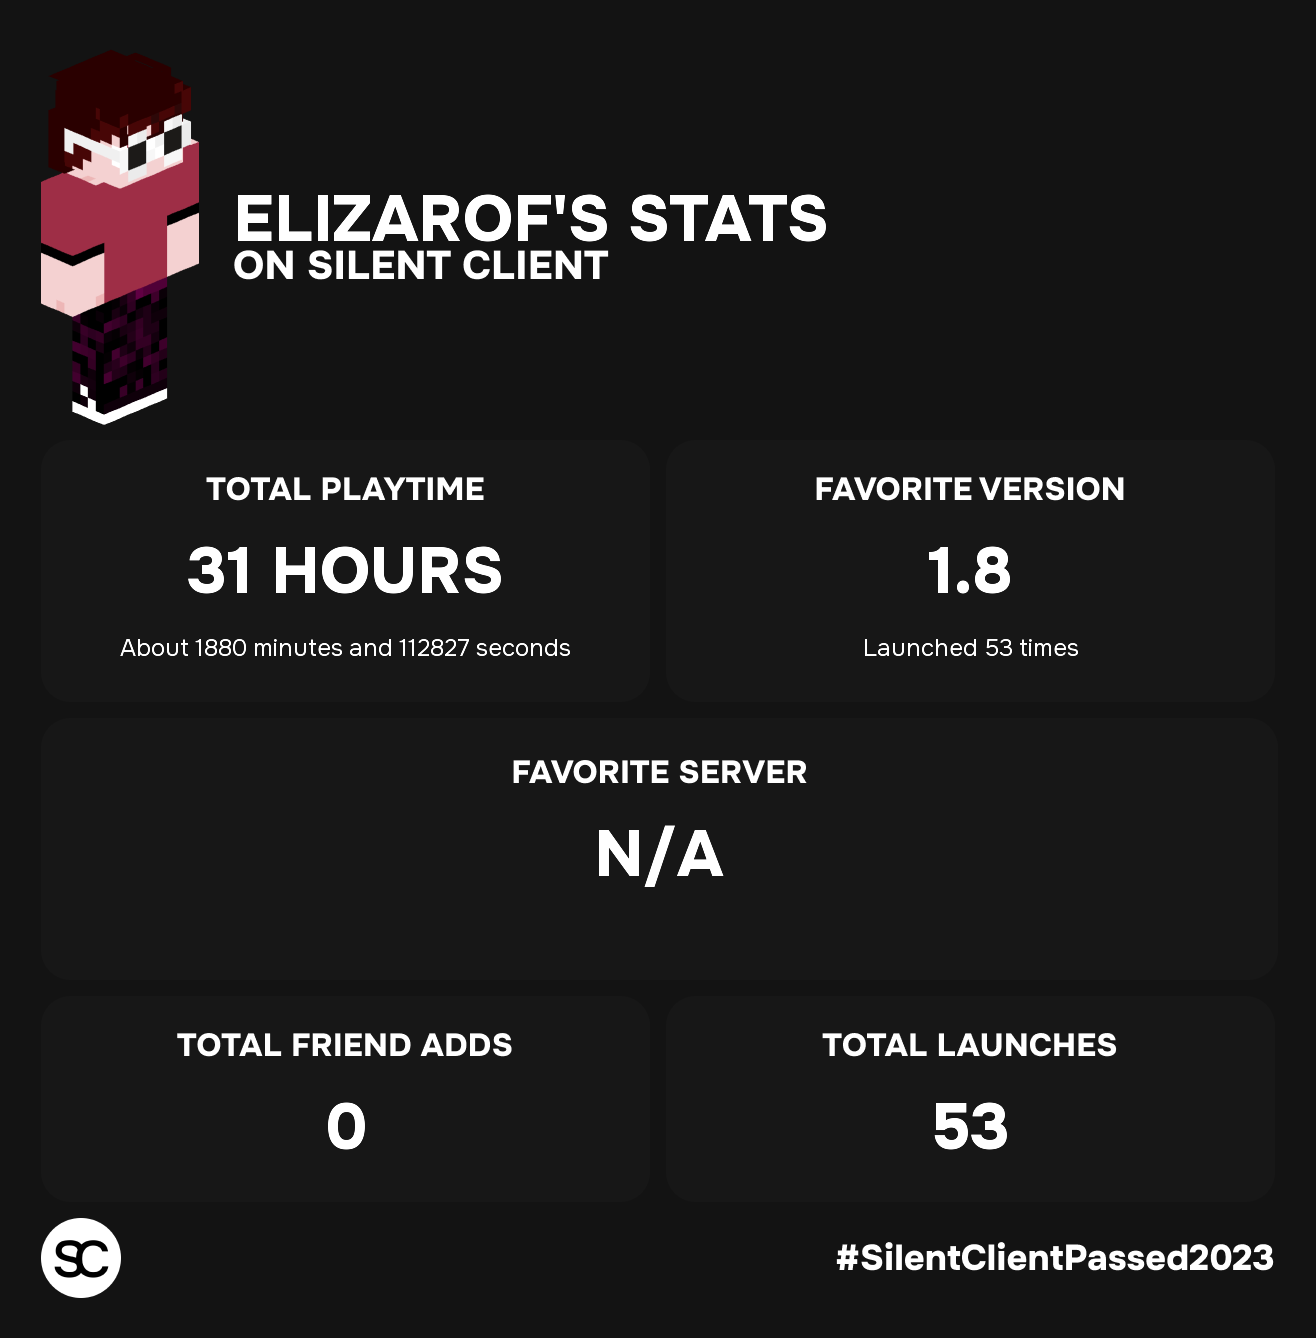 ELIZAROF'S STATS
ON SILENT CLIENT
TOTAL PLAYTIME
31 HOURS
About 1880 minutes and 112827 seconds
FAVORITE VERSION
1.8
Launched 53 times
FAVORITE SERVER
N/A
TOTAL FRIEND ADDS
0
TOTAL LAUNCHES
53
SC
#SilentClientPassed2023